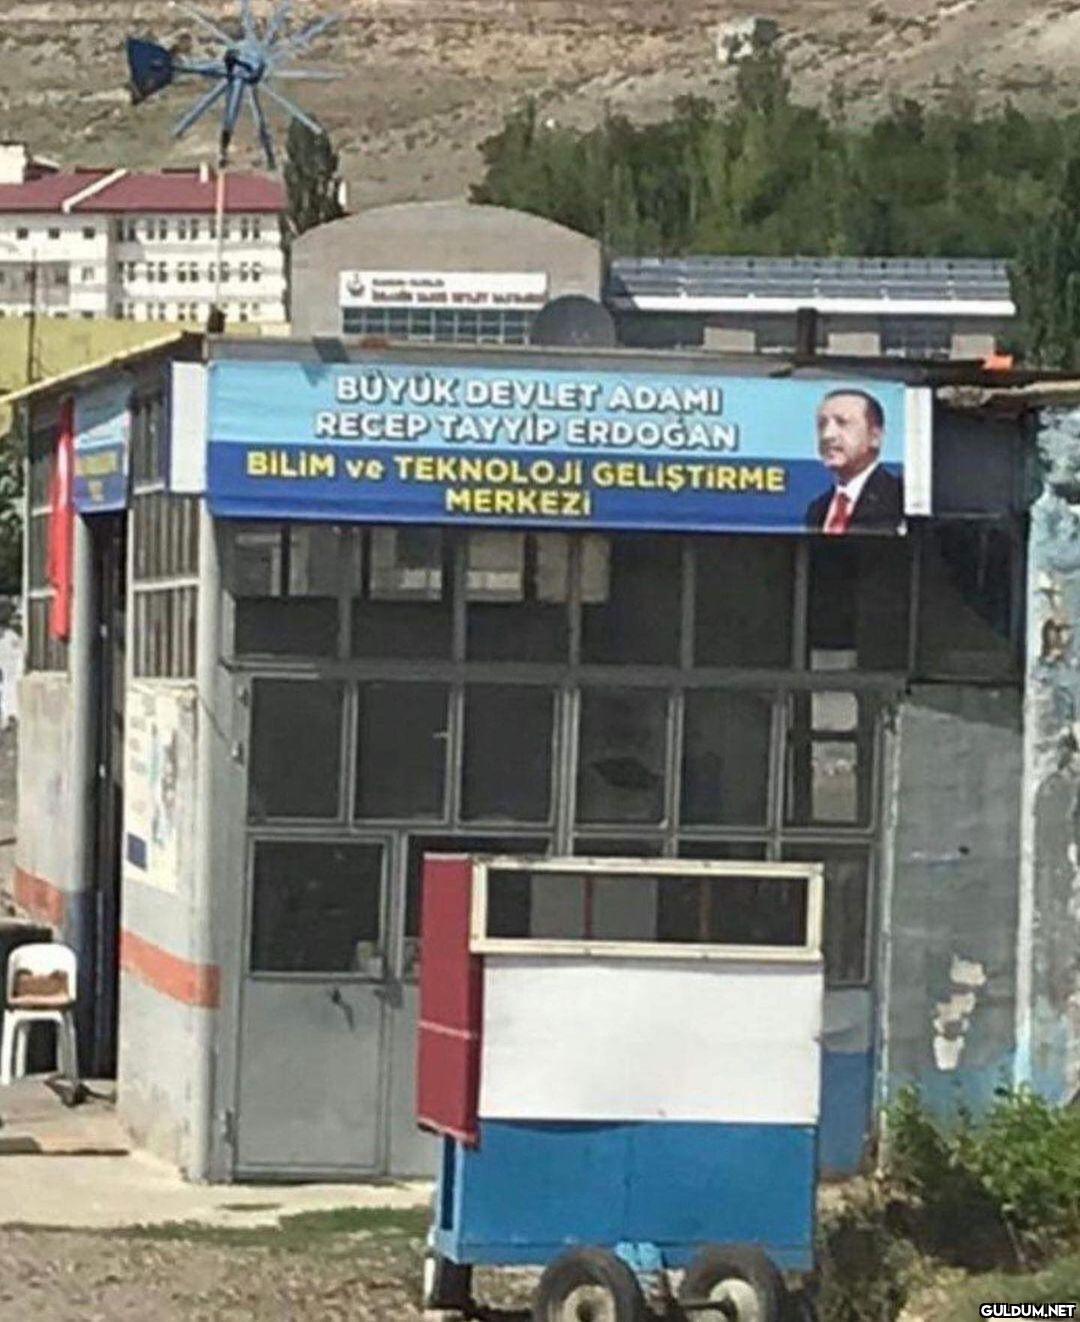 BÜYÜK DEVLET ADAMI
RECEP TAYYİP ERDOĞAN
BİLİM ve TEKNOLOJİ GELİŞTİRME
MERKEZİ
GULDUM.NET